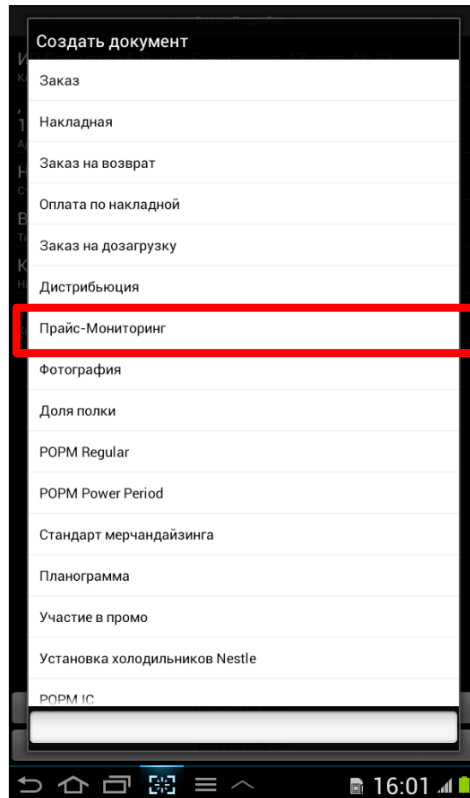 Создать документ
Заказ
Накладная
Заказ на возврат
Оплата по накладной
Заказ на дозагрузку
Дистрибьюция
Прайс-Мониторинг
Фотография
Доля полки
POPM Regular
POPM Power Period
Стандарт мерчандайзинга
Планограмма
Участие в промо
Установка холодильников Nestle
POPM IC
16:01